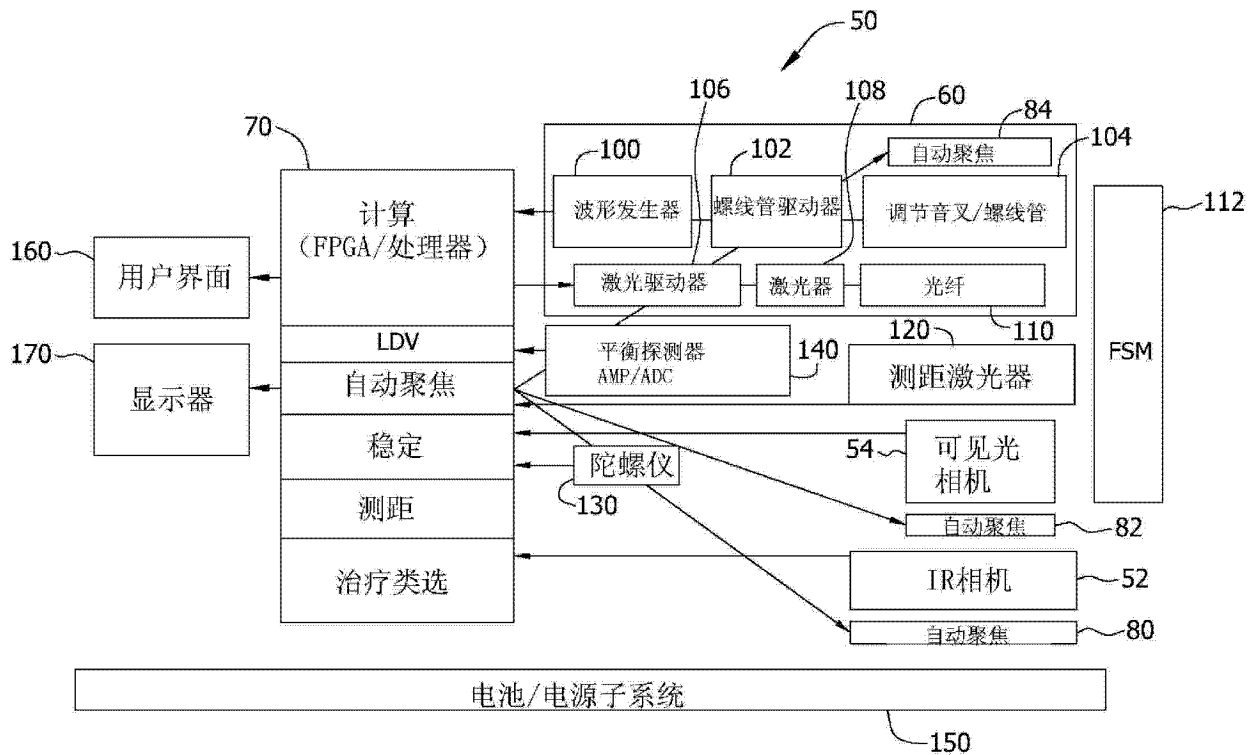 50
106
108
60
84
70
100
102
自动聚焦
104
计算
(FPGA/处理器)
波形发生器
螺线管驱动器
调节音叉/螺线管
112
160
用户界面
激光驱动器
激光器
光纤
110
LDV
120
FSM
170
平衡探测器
AMP/ADC
140
测距激光器
显示器
自动聚焦
稳定
54
可见光
相机
陀螺仪
130
测距
自动聚焦
82
治疗类选
IR相机
52
自动聚焦
80
电池/电源子系统
150